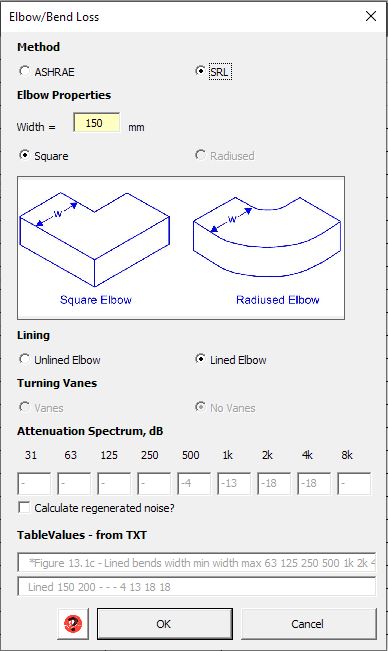 Elbow/Bend Loss
Method
ASHRAE SRL
Elbow Properties
Width = 150 mm
Square Radiused
W W
Square Elbow Radiused Elbow
Lining
Unlined Elbow Lined Elbow
Turning Vanes
Vanes No Vanes
Attenuation Spectrum, dB
31 63 125 250 500 1k 2k 4k 8k
- - - - -4 -13 -18 -18 -
Calculate regenerated noise?
TableValues - from TXT
*Figure 13.1c - Lined bends width min width max 63 125 250 500 1k 2k 4
Lined 150 200 - - - 4 13 18 18
? OK Cancel